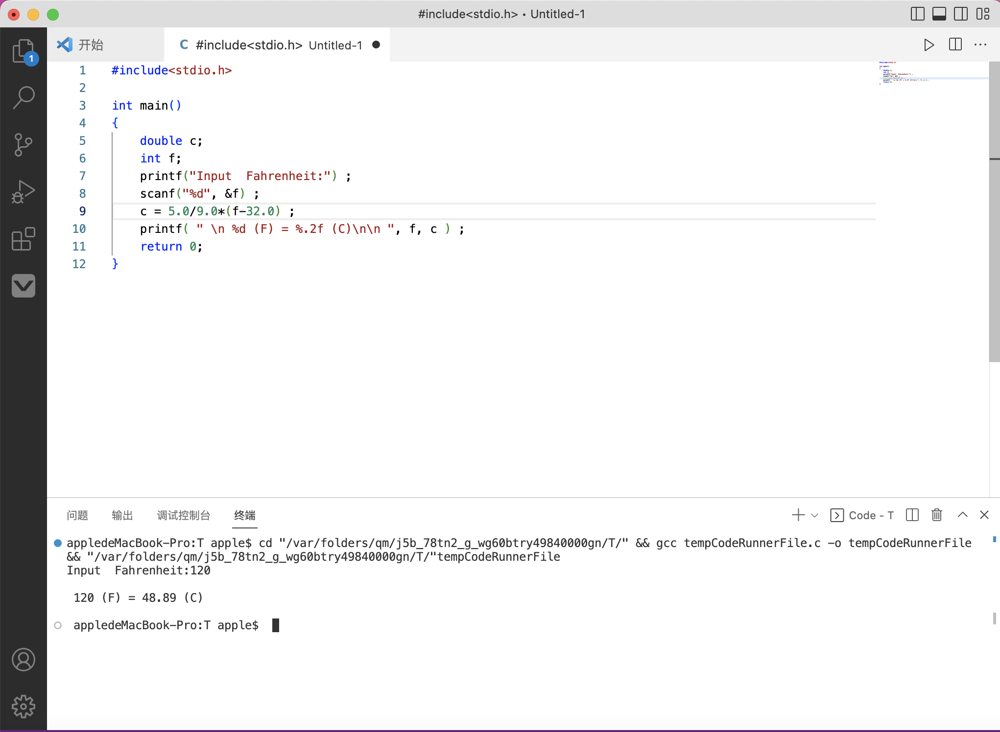 #include<stdio.h> • Untitled-1
开始
C #include<stdio.h> Untitled-1 ●
1
1 #include<stdio.h>
2
3 int main()
4 {
5 double c;
6 int f;
7 printf("Input  Fahrenheit:") ;
8 scanf("%d", &f) ;
9 c = 5.0/9.0*(f-32.0) ;
10 printf( " \n %d (F) = %.2f (C)\n\n ", f, c ) ;
11 return 0;
12 }
问题 输出 调试控制台 终端 Code - T
appledeMacBook-Pro:T apple$ cd "/var/folders/qm/j5b_78tn2_g_wg60btry49840000gn/T/" && gcc tempCodeRunnerFile.c -o tempCodeRunnerFile
&& "/var/folders/qm/j5b_78tn2_g_wg60btry49840000gn/T/"tempCodeRunnerFile
Input  Fahrenheit:120
120 (F) = 48.89 (C)
appledeMacBook-Pro:T apple$